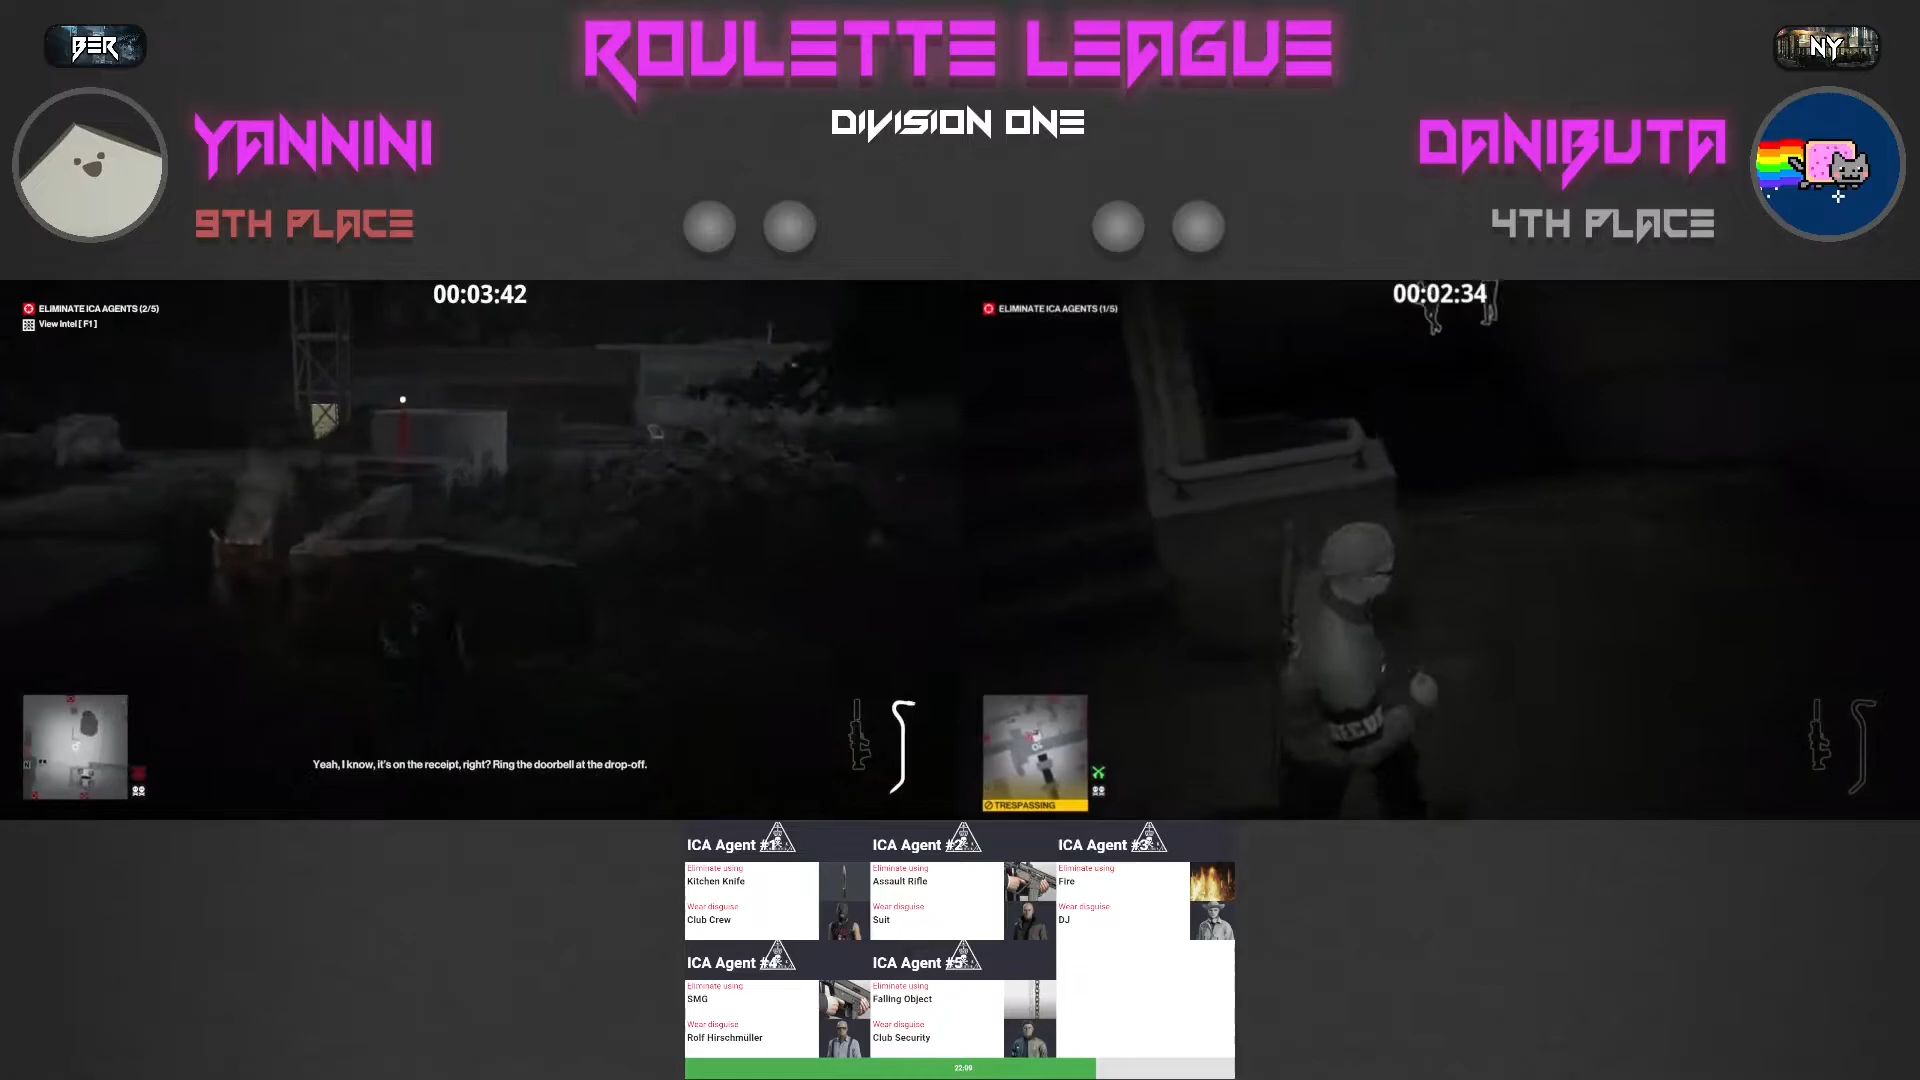 BER
ROULETTE LEAGUE
NY
DIVISION ONE
YANNINI
DANIBUTA
9TH PLACE
4TH PLACE
ELIMINATE ICA AGENTS (2/5)
View Intel [ F1 ]
00:03:42
ELIMINATE ICA AGENTS (1/5)
00:02:34
N
Yeah, I know, it's on the receipt, right? Ring the doorbell at the drop-off.
TRESPASSING
ICA Agent #1
ICA Agent #2
ICA Agent #3
Eliminate using
Kitchen Knife
Wear disguise
Club Crew
Eliminate using
Assault Rifle
Wear disguise
Suit
Eliminate using
Fire
Wear disguise
DJ
ICA Agent #4
ICA Agent #5
Eliminate using
SMG
Wear disguise
Rolf Hirschmüller
Eliminate using
Falling Object
Wear disguise
Club Security
22:09